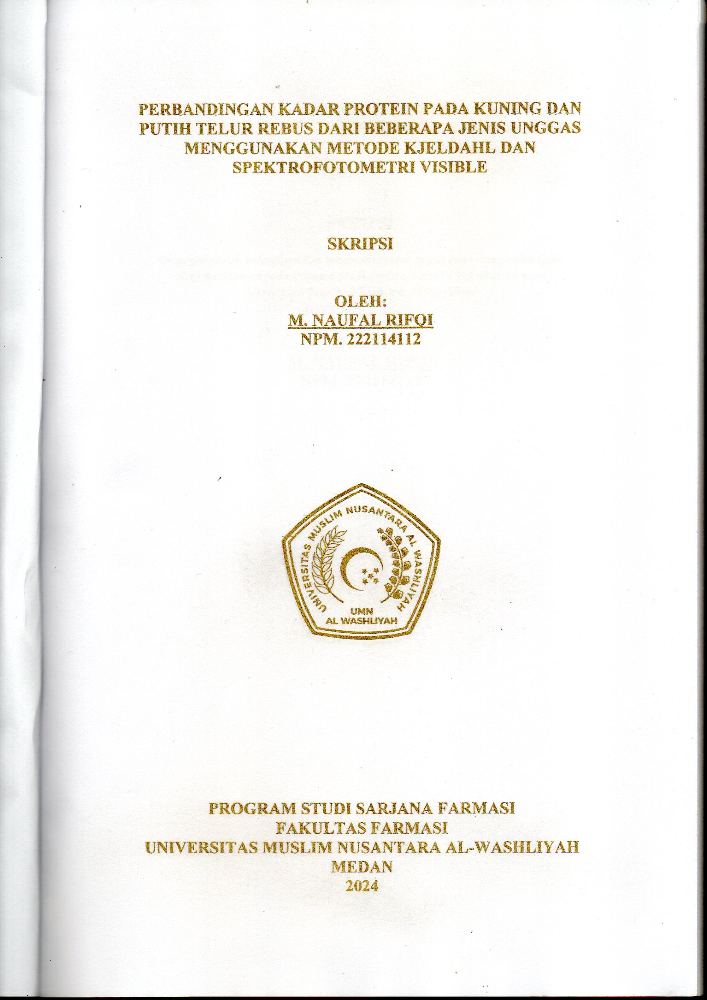 PERBANDINGAN KADAR PROTEIN PADA KUNING DAN
PUTIH TELUR REBUS DARI BEBERAPA JENIS UNGGAS
MENGGUNAKAN METODE KJELDAHL DAN
SPEKTROFOTOMETRI VISIBLE
SKRIPSI
OLEH:
M. NAUFAL RIFQI
NPM. 222114112
UNIVERSITAS MUSLIM NUSANTARA AL WASHLIYAH
UMN
AL WASHLIYAH
PROGRAM STUDI SARJANA FARMASI
FAKULTAS FARMASI
UNIVERSITAS MUSLIM NUSANTARA AL-WASHLIYAH
MEDAN
2024